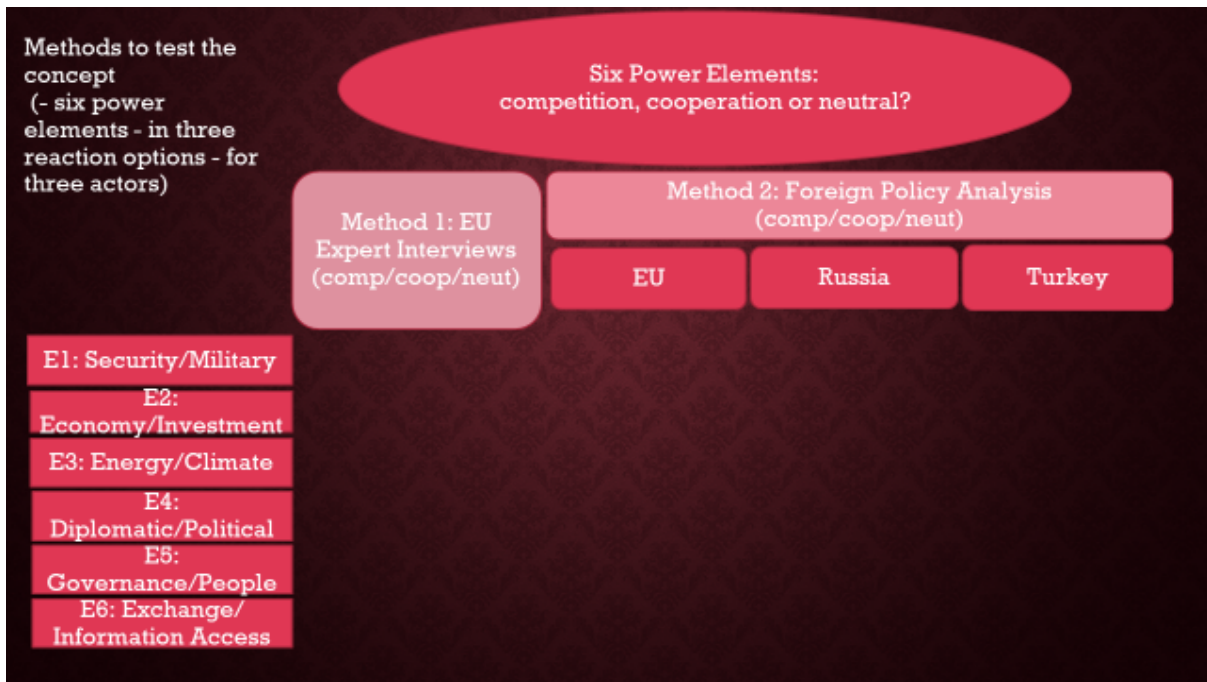 Methods to test the
concept
(- six power
elements - in three
reaction options - for
three actors)
Six Power Elements:
competition, cooperation or neutral?
Method 1: EU
Expert Interviews
(comp/coop/neut)
Method 2: Foreign Policy Analysis
(comp/coop/neut)
EU
Russia
Turkey
E1: Security/Military
E2:
Economy/Investment
E3: Energy/Climate
E4:
Diplomatic/Political
E5:
Governance/People
E6: Exchange/
Information Access